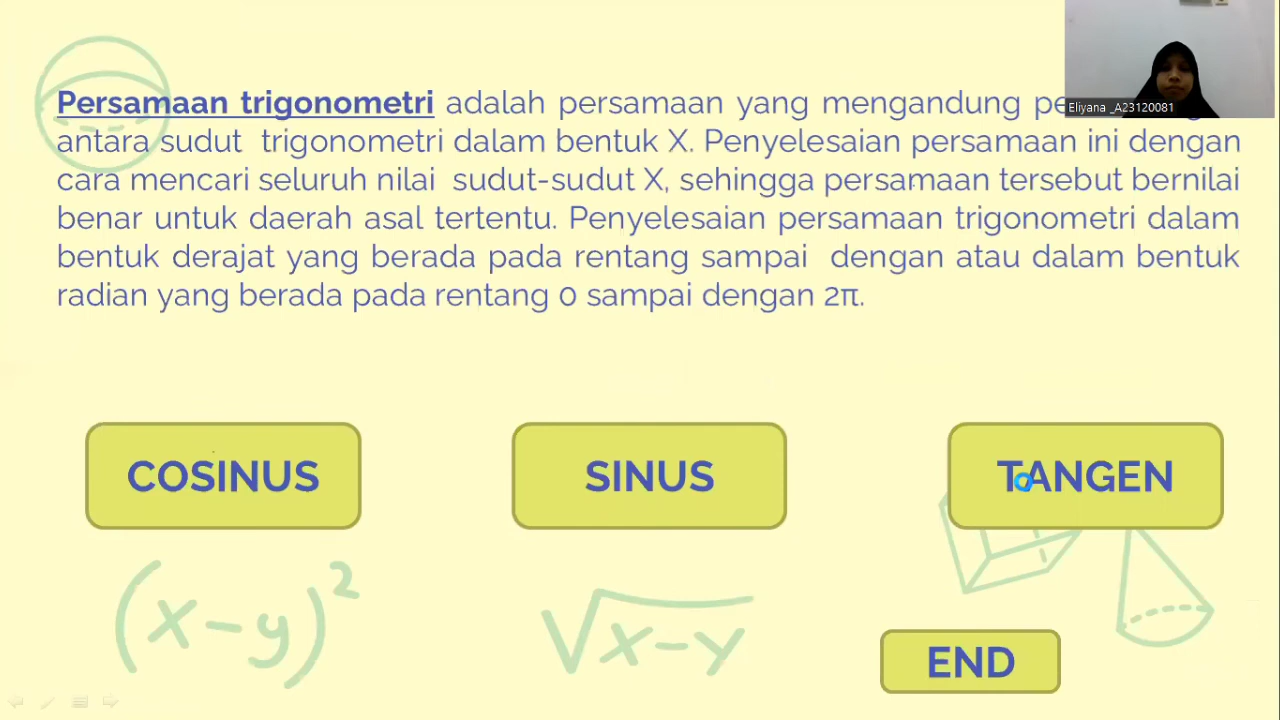 Persamaan trigonometri adalah persamaan yang mengandung
antara sudut trigonometri dalam bentuk X. Penyelesaian persamaan ini dengan
cara mencari seluruh nilai sudut-sudut X, sehingga persamaan tersebut bernilai
benar untuk daerah asal tertentu. Penyelesaian persamaan trigonometri dalam
bentuk derajat yang berada pada rentang sampai dengan atau dalam bentuk
radian yang berada pada rentang 0 sampai dengan 2π.
Eliyana _A23120081
COSINUS
SINUS
TANGEN
(x-y)²
√x-y
END